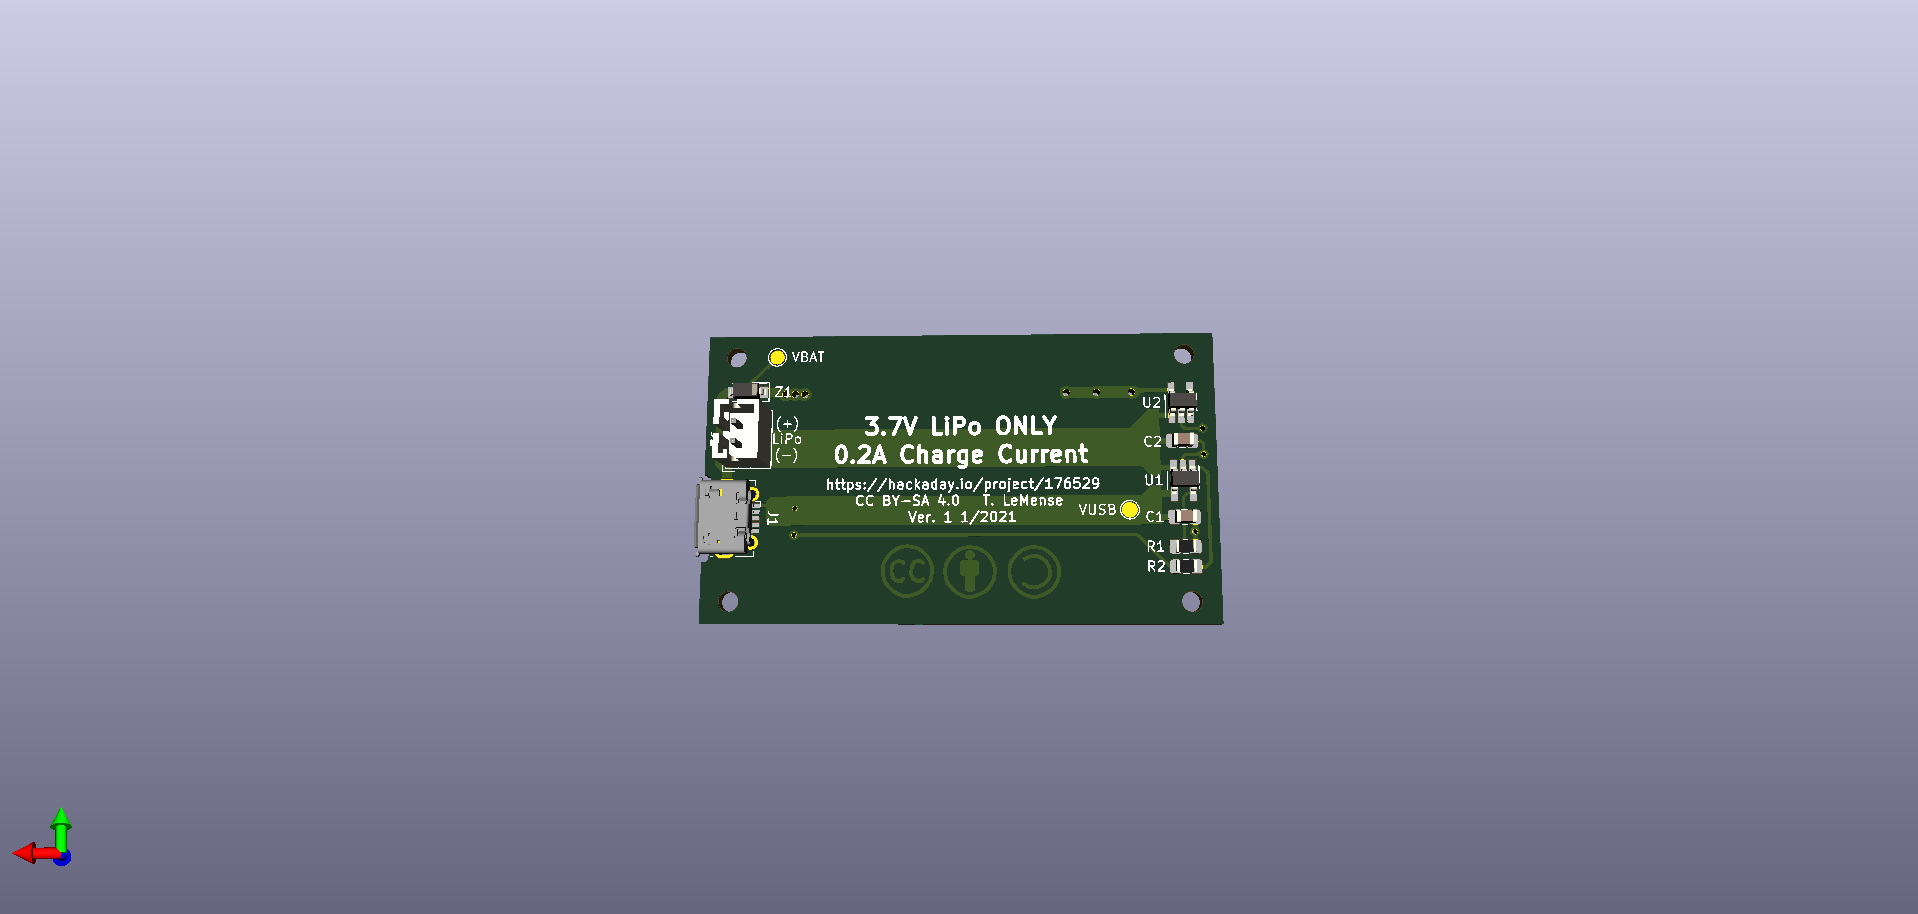 VBAT
Z1
U2
(+)
LiPo
(-)
3.7V LiPo ONLY
0.2A Charge Current
C2
U1
https://hackaday.io/project/176529
CC BY-SA 4.0 T. LeMense
Ver. 1 1/2021
VUSB
C1
J1
R1
R2
CC